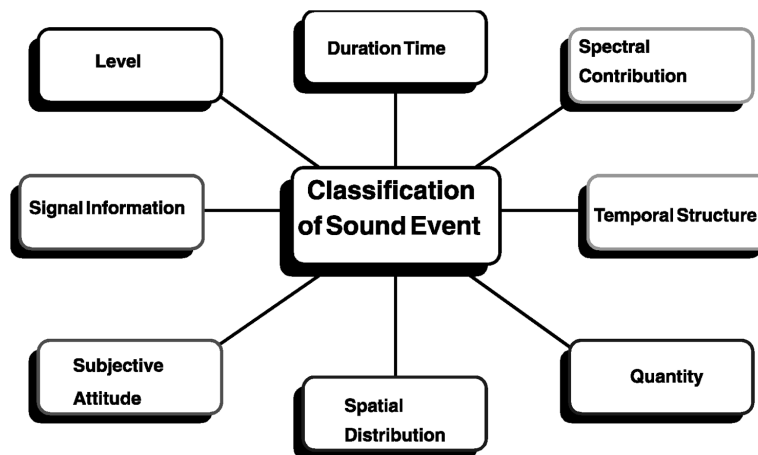 Level
Duration Time
Spectral
Contribution
Signal Information
Classification
of Sound Event
Temporal Structure
Subjective
Attitude
Spatial
Distribution
Quantity